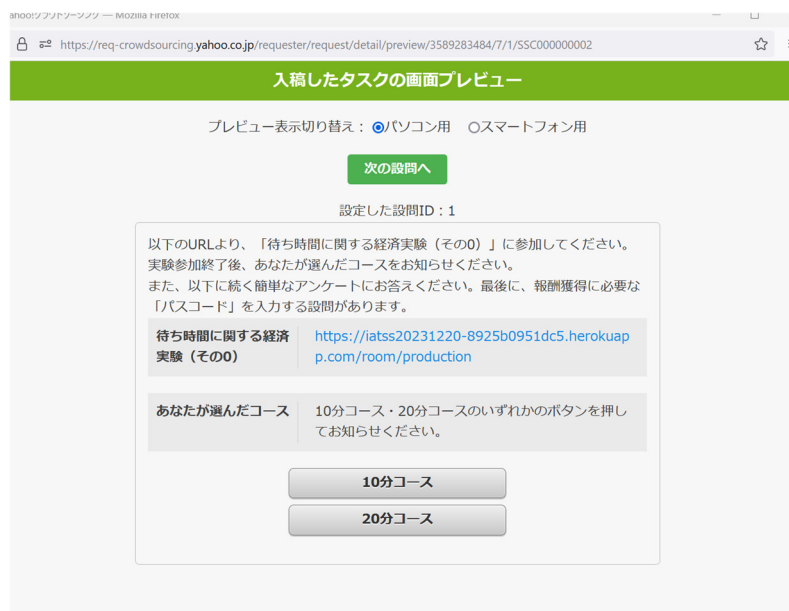 ahoo!クラウドソーシング — Mozilla Firefox
https://req-crowdsourcing.yahoo.co.jp/requester/request/detail/preview/3589283484/7/1/SSC000000002
入稿したタスクの画面プレビュー
プレビュー表示切り替え： パソコン用 スマートフォン用
次の設問へ
設定した設問ID：1
以下のURLより、「待ち時間に関する経済実験（その0）」に参加してください。
実験参加終了後、あなたが選んだコースをお知らせください。
また、以下に続く簡単なアンケートにお答えください。最後に、報酬獲得に必要な
「パスコード」を入力する設問があります。
待ち時間に関する経済
実験（その0）
https://iatss20231220-8925b0951dc5.herokuap
p.com/room/production
あなたが選んだコース
10分コース・20分コースのいずれかのボタンを押し
てお知らせください。
10分コース
20分コース